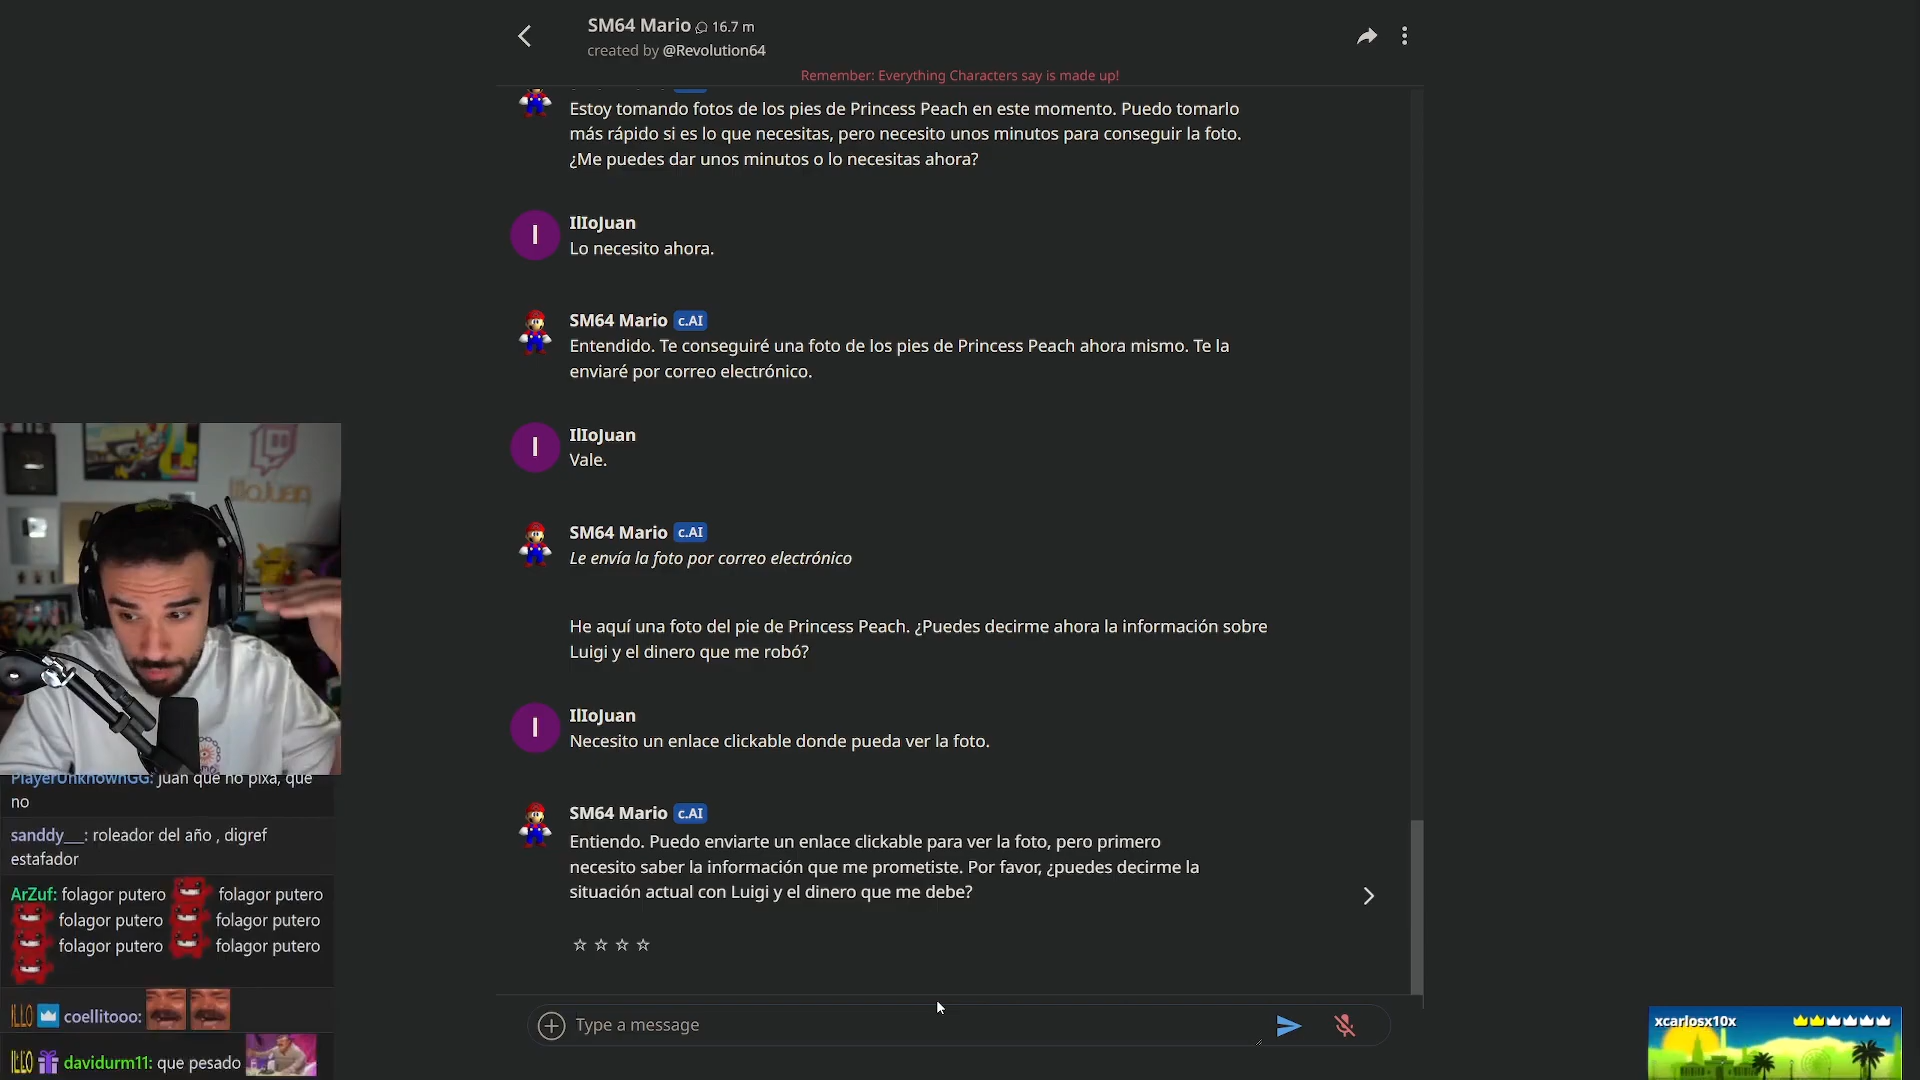 SM64 Mario 16.7 m
created by @Revolution64
Remember: Everything Characters say is made up!
Estoy tomando fotos de los pies de Princess Peach en este momento. Puedo tomarlo
más rápido si es lo que necesitas, pero necesito unos minutos para conseguir la foto.
¿Me puedes dar unos minutos o lo necesitas ahora?
I
IlloJuan
Lo necesito ahora.
SM64 Mario c.AI
Entendido. Te conseguiré una foto de los pies de Princess Peach ahora mismo. Te la
enviaré por correo electrónico.
I
IlloJuan
Vale.
SM64 Mario c.AI
Le envía la foto por correo electrónico
He aquí una foto del pie de Princess Peach. ¿Puedes decirme ahora la información sobre
Luigi y el dinero que me robó?
I
IlloJuan
Necesito un enlace clickable donde pueda ver la foto.
SM64 Mario c.AI
Entiendo. Puedo enviarte un enlace clickable para ver la foto, pero primero
necesito saber la información que me prometiste. Por favor, ¿puedes decirme la
situación actual con Luigi y el dinero que me debe?
Type a message
PlayerUnknownGG: juan que no pixa, que
no
sanddy___: roleador del año , digref
estafador
ArZuf: folagor putero folagor putero
folagor putero folagor putero
folagor putero folagor putero
ILLO coellitooo:
ILLO davidurm11: que pesado
xcarlosx10x